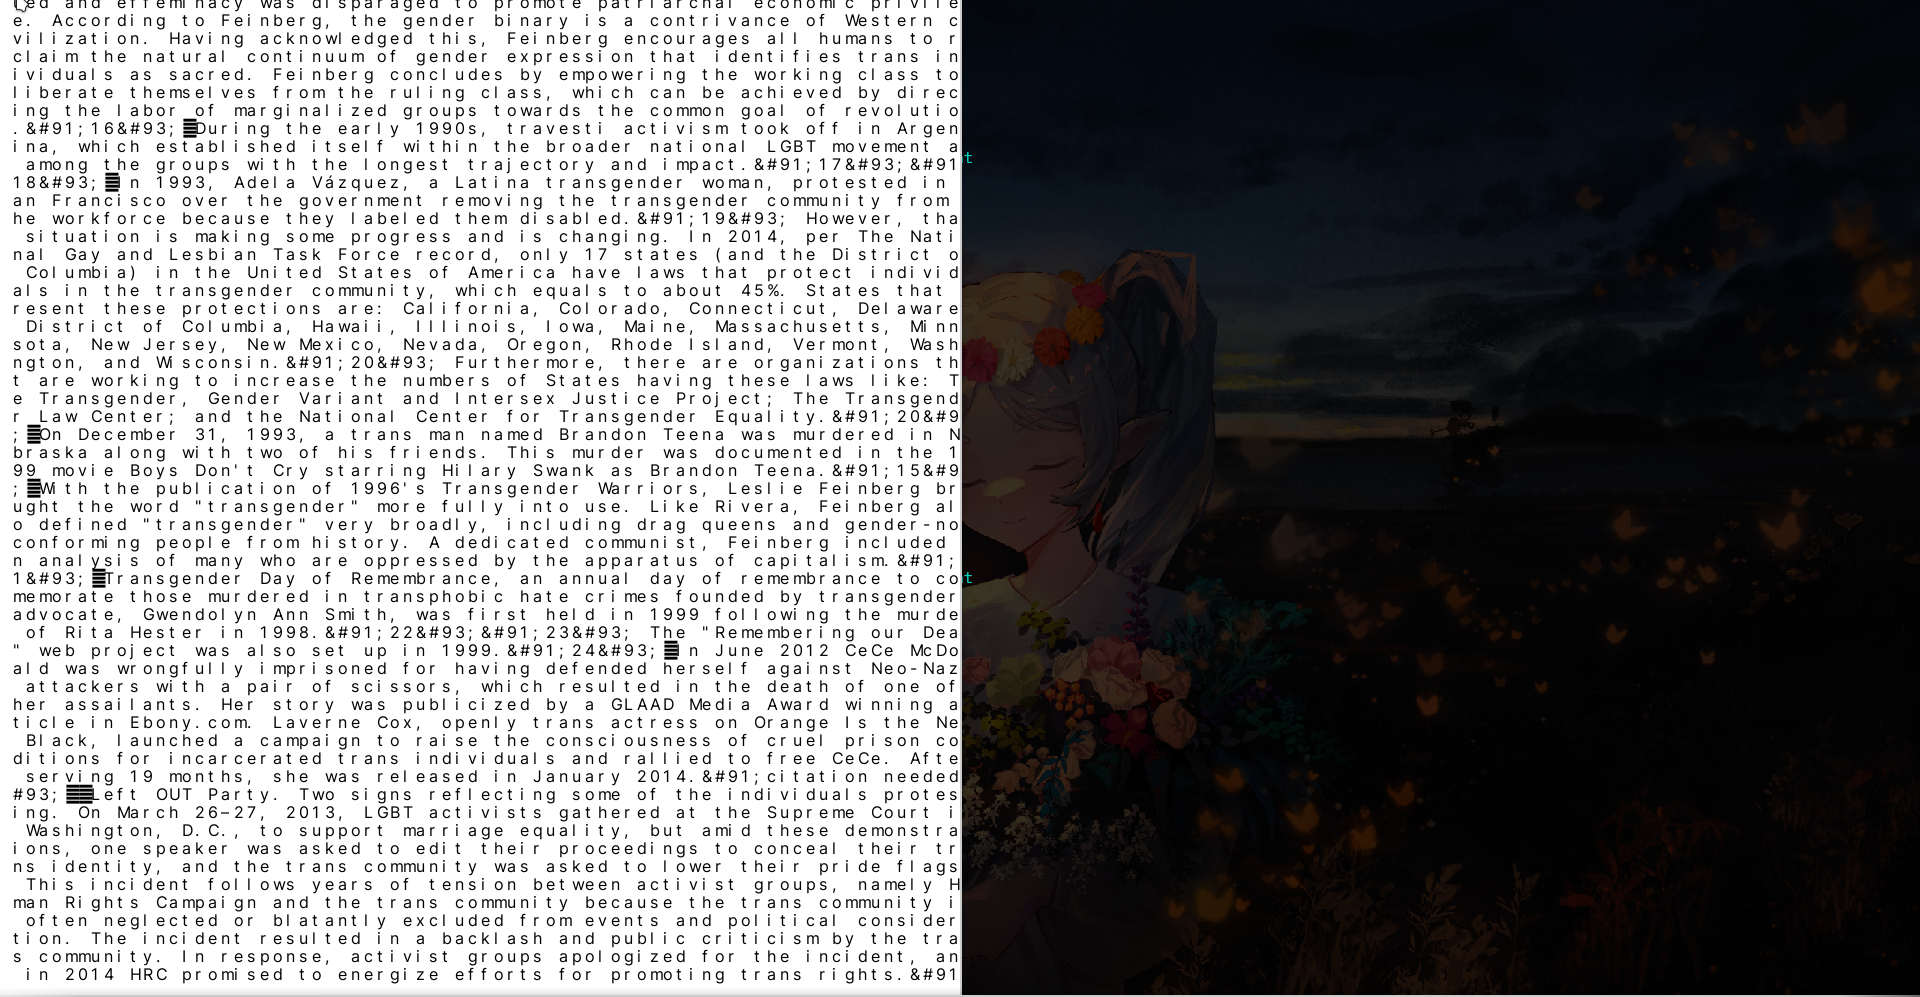 ed and effeminacy was disparaged to promote patriarchal economic privile
e. According to Feinberg, the gender binary is a contrivance of Western c
vilization. Having acknowledged this, Feinberg encourages all humans to r
claim the natural continuum of gender expression that identifies trans in
ividuals as sacred. Feinberg concludes by empowering the working class to
liberate themselves from the ruling class, which can be achieved by direc
ing the labor of marginalized groups towards the common goal of revolutio
.&#91;16&#93; During the early 1990s, travesti activism took off in Argen
ina, which established itself within the broader national LGBT movement a
among the groups with the longest trajectory and impact.&#91;17&#93;&#91
18&#93; In 1993, Adela Vázquez, a Latina transgender woman, protested in
an Francisco over the government removing the transgender community from
he workforce because they labeled them disabled.&#91;19&#93; However, tha
situation is making some progress and is changing. In 2014, per The Nati
nal Gay and Lesbian Task Force record, only 17 states (and the District o
Columbia) in the United States of America have laws that protect individ
als in the transgender community, which equals to about 45%. States that
resent these protections are: California, Colorado, Connecticut, Delaware
District of Columbia, Hawaii, Illinois, Iowa, Maine, Massachusetts, Minn
sota, New Jersey, New Mexico, Nevada, Oregon, Rhode Island, Vermont, Wash
ngton, and Wisconsin.&#91;20&#93; Furthermore, there are organizations th
t are working to increase the numbers of States having these laws like: T
e Transgender, Gender Variant and Intersex Justice Project; The Transgend
r Law Center; and the National Center for Transgender Equality.&#91;20&#9
; On December 31, 1993, a trans man named Brandon Teena was murdered in N
braska along with two of his friends. This murder was documented in the 1
99 movie Boys Don't Cry starring Hilary Swank as Brandon Teena.&#91;15&#9
; With the publication of 1996's Transgender Warriors, Leslie Feinberg br
ught the word "transgender" more fully into use. Like Rivera, Feinberg al
o defined "transgender" very broadly, including drag queens and gender-no
conforming people from history. A dedicated communist, Feinberg included
n analysis of many who are oppressed by the apparatus of capitalism.&#91;
1&#93; Transgender Day of Remembrance, an annual day of remembrance to co
memorate those murdered in transphobic hate crimes founded by transgender
advocate, Gwendolyn Ann Smith, was first held in 1999 following the murde
of Rita Hester in 1998.&#91;22&#93;&#91;23&#93; The "Remembering our Dea
" web project was also set up in 1999.&#91;24&#93; In June 2012 CeCe McDo
ald was wrongfully imprisoned for having defended herself against Neo-Naz
attackers with a pair of scissors, which resulted in the death of one of
her assailants. Her story was publicized by a GLAAD Media Award winning a
ticle in Ebony.com. Laverne Cox, openly trans actress on Orange Is the Ne
Black, launched a campaign to raise the consciousness of cruel prison co
ditions for incarcerated trans individuals and rallied to free CeCe. Afte
serving 19 months, she was released in January 2014.&#91;citation needed
#93; Left OUT Party. Two signs reflecting some of the individuals protes
ing. On March 26–27, 2013, LGBT activists gathered at the Supreme Court i
Washington, D.C., to support marriage equality, but amid these demonstra
ions, one speaker was asked to edit their proceedings to conceal their tr
ns identity, and the trans community was asked to lower their pride flags
This incident follows years of tension between activist groups, namely H
man Rights Campaign and the trans community because the trans community i
often neglected or blatantly excluded from events and political consider
tion. The incident resulted in a backlash and public criticism by the tra
s community. In response, activist groups apologized for the incident, an
in 2014 HRC promised to energize efforts for promoting trans rights.&#91
t
t